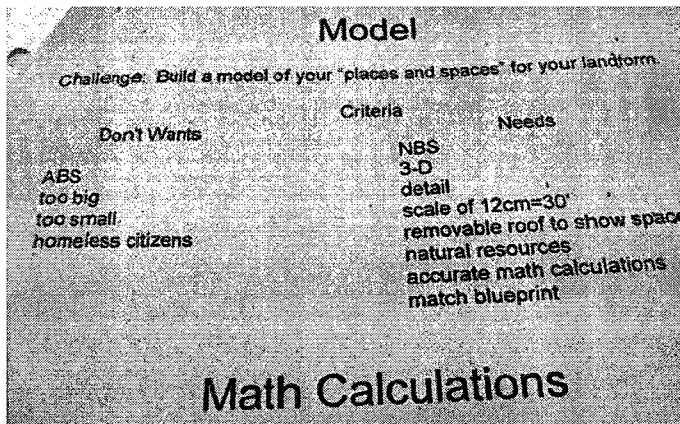 Model
Challenge: Build a model of your "places and spaces" for your landform.
Criteria
Don't Wants
Needs
ABS
too big
too small
homeless citizens
NBS
3-D
detail
scale of 12cm=30'
removable roof to show space
natural resources
accurate math calculations
match blueprint
Math Calculations